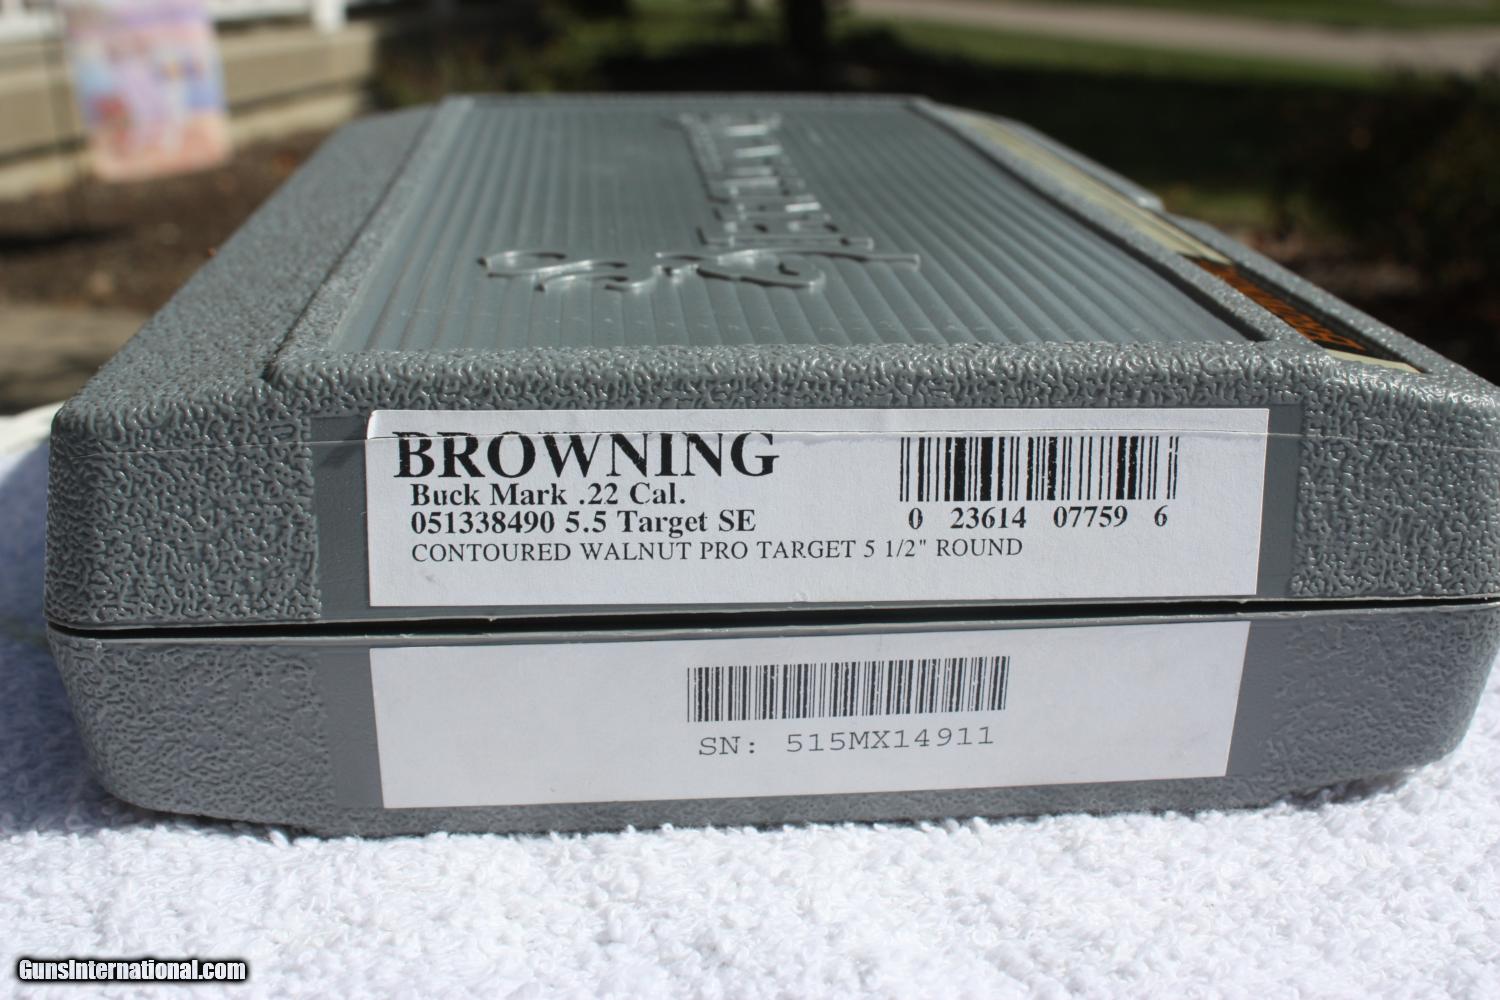 BROWNING
Buck Mark .22 Cal.
051338490 5.5 Target SE
CONTOURED WALNUT PRO TARGET 5 1/2" ROUND
0 23614 07759 6
SN: 515MX14911
GunsInternational.com